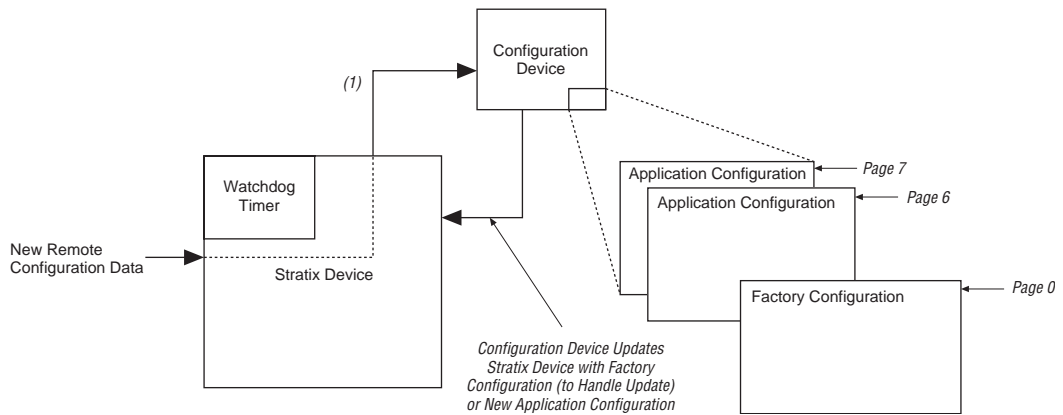 Configuration
Device
(1)
Watchdog
Timer
New Remote
Configuration Data
Stratix Device
Application Configuration
Page 7
Application Configuration
Page 6
Factory Configuration
Page 0
Configuration Device Updates
Stratix Device with Factory
Configuration (to Handle Update)
or New Application Configuration